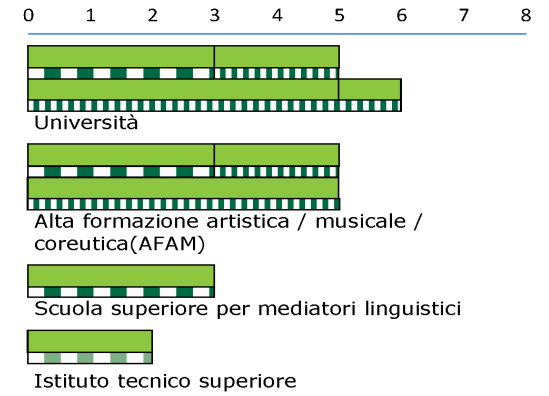 0 1 2 3 4 5 6 7 8
Università
Alta formazione artistica / musicale /
coreutica(AFAM)
Scuola superiore per mediatori linguistici
Istituto tecnico superiore